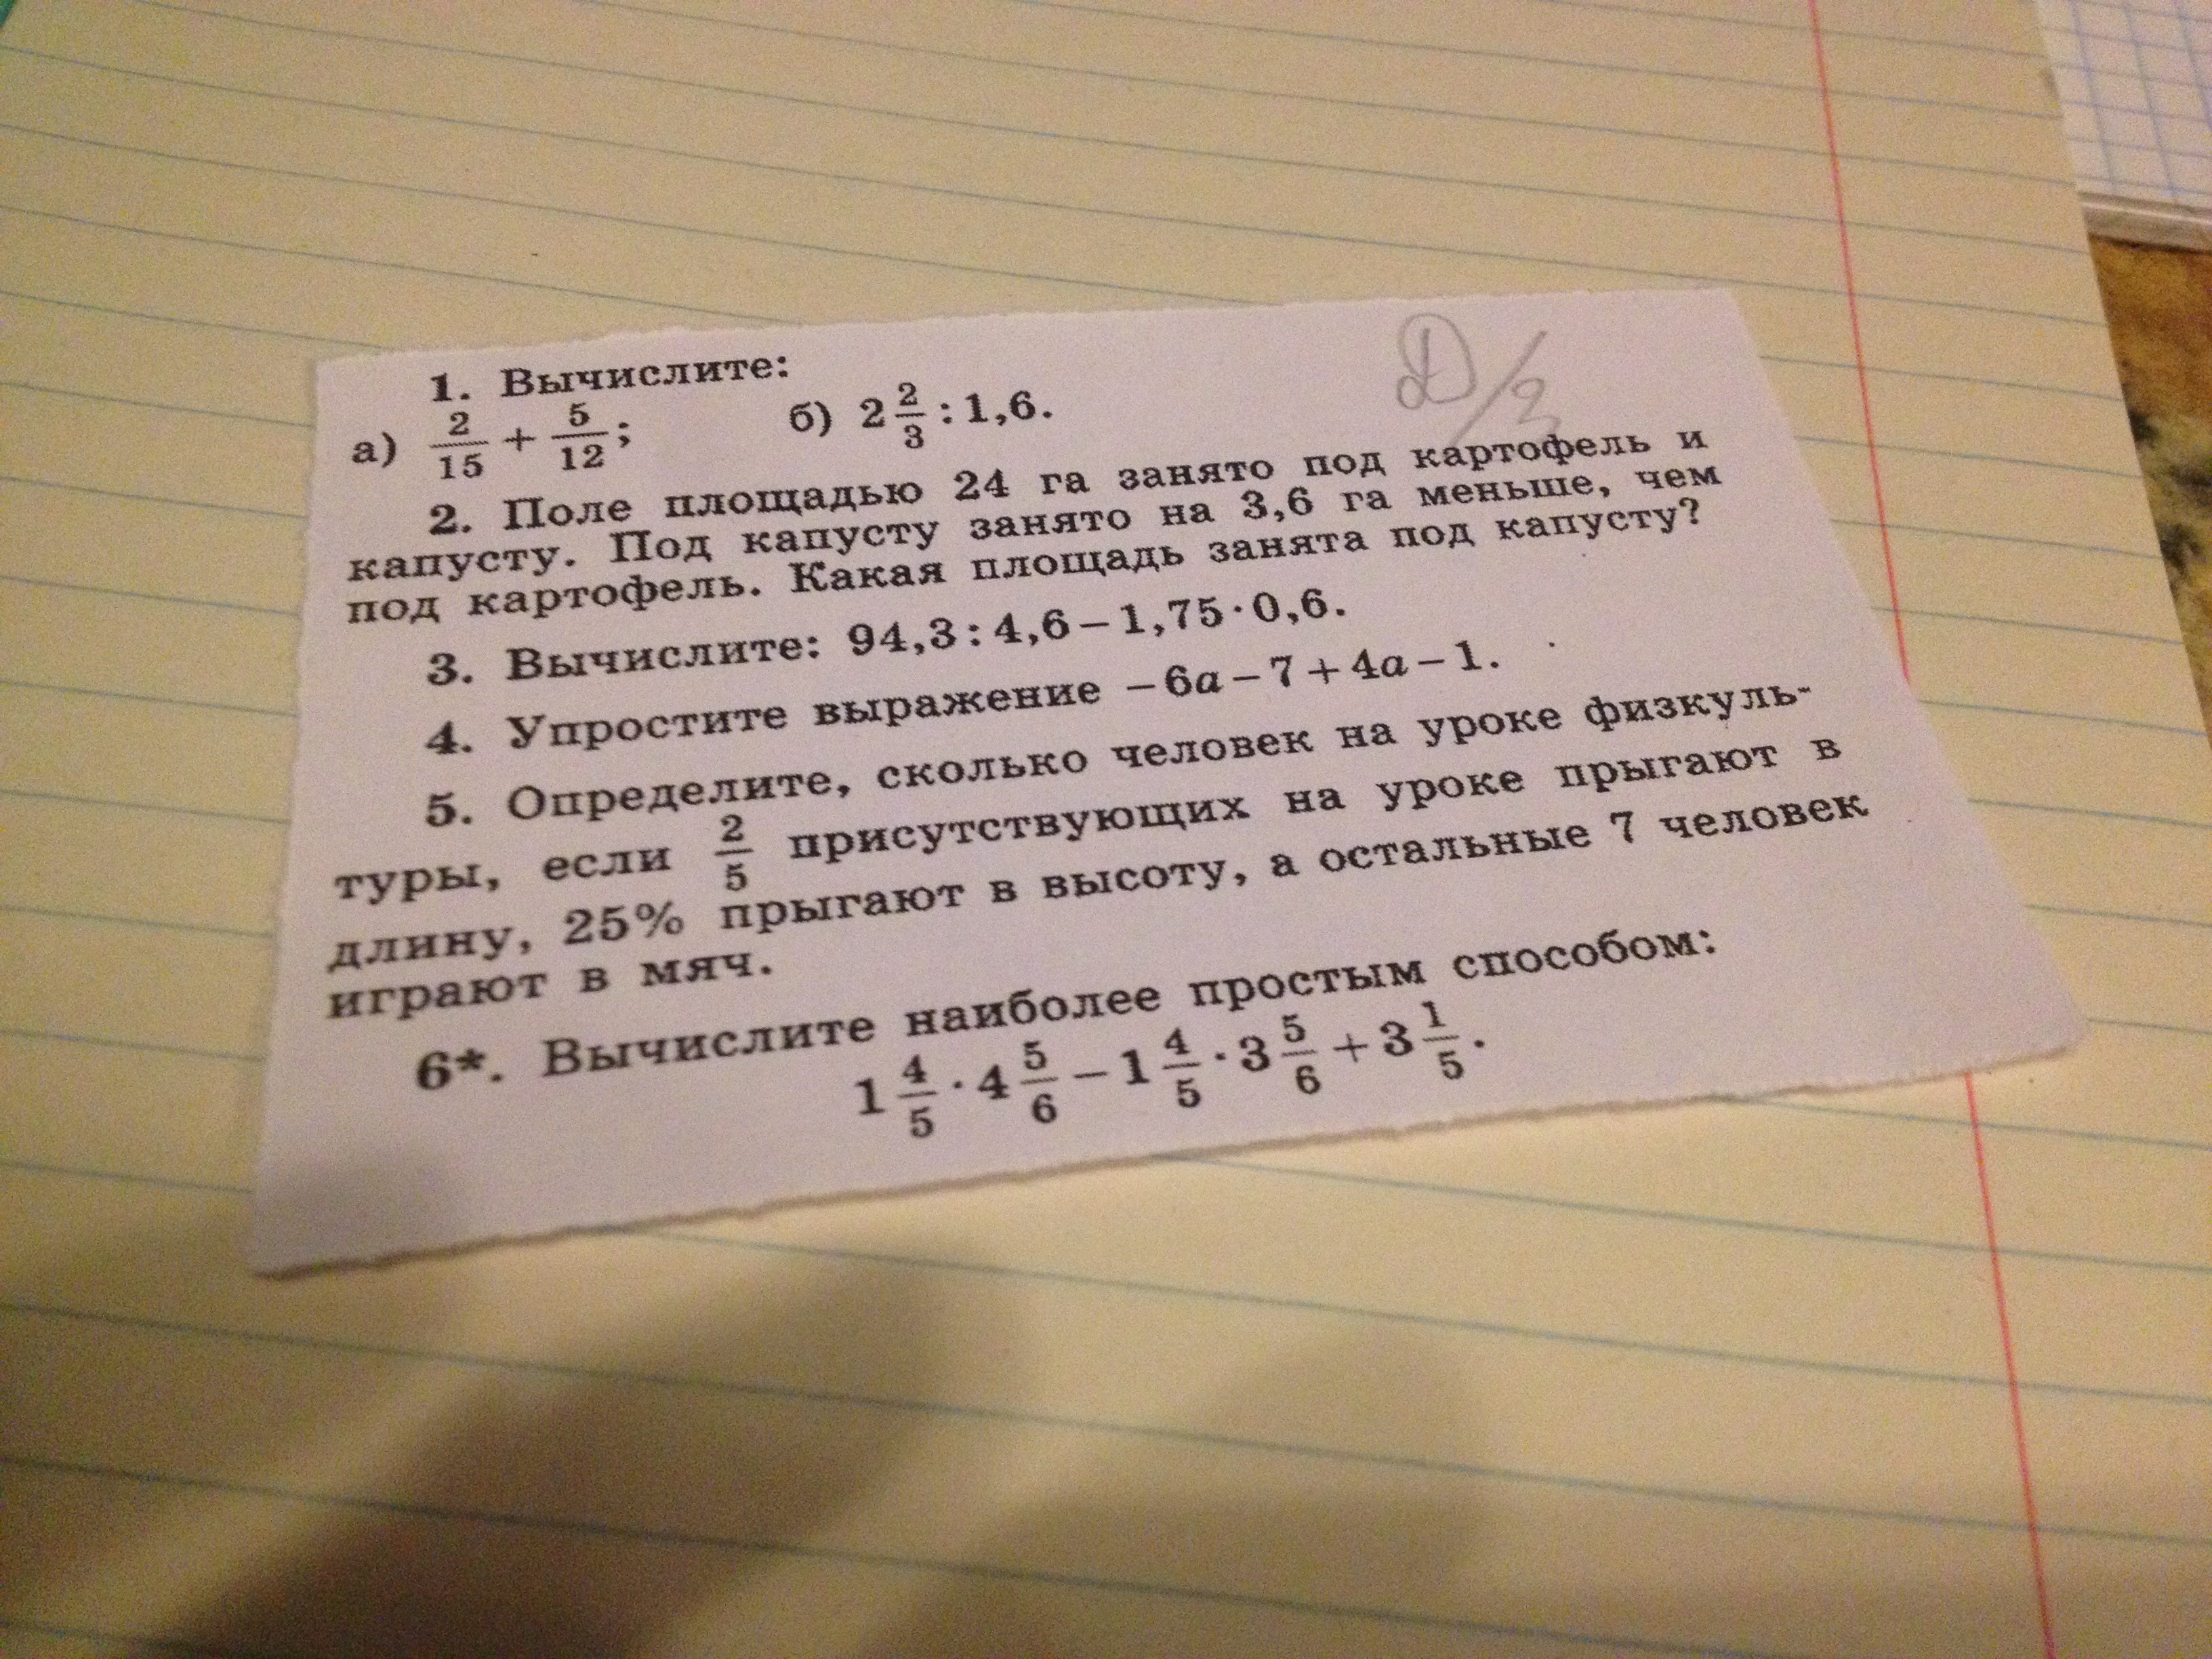 Д/з
1. Вычислите:
а) 2/15 + 5/12; б) 2 2/3 : 1,6.
2. Поле площадью 24 га занято под картофель и
капусту. Под капусту занято на 3,6 га меньше, чем
под картофель. Какая площадь занята под капусту?
3. Вычислите: 94,3 : 4,6 – 1,75 · 0,6.
4. Упростите выражение –6a – 7 + 4a – 1.
5. Определите, сколько человек на уроке физкуль-
туры, если 2/5 присутствующих на уроке прыгают в
длину, 25% прыгают в высоту, а остальные 7 человек
играют в мяч.
6*. Вычислите наиболее простым способом:
1 4/5 · 4 5/6 – 1 4/5 · 3 5/6 + 3 1/5.